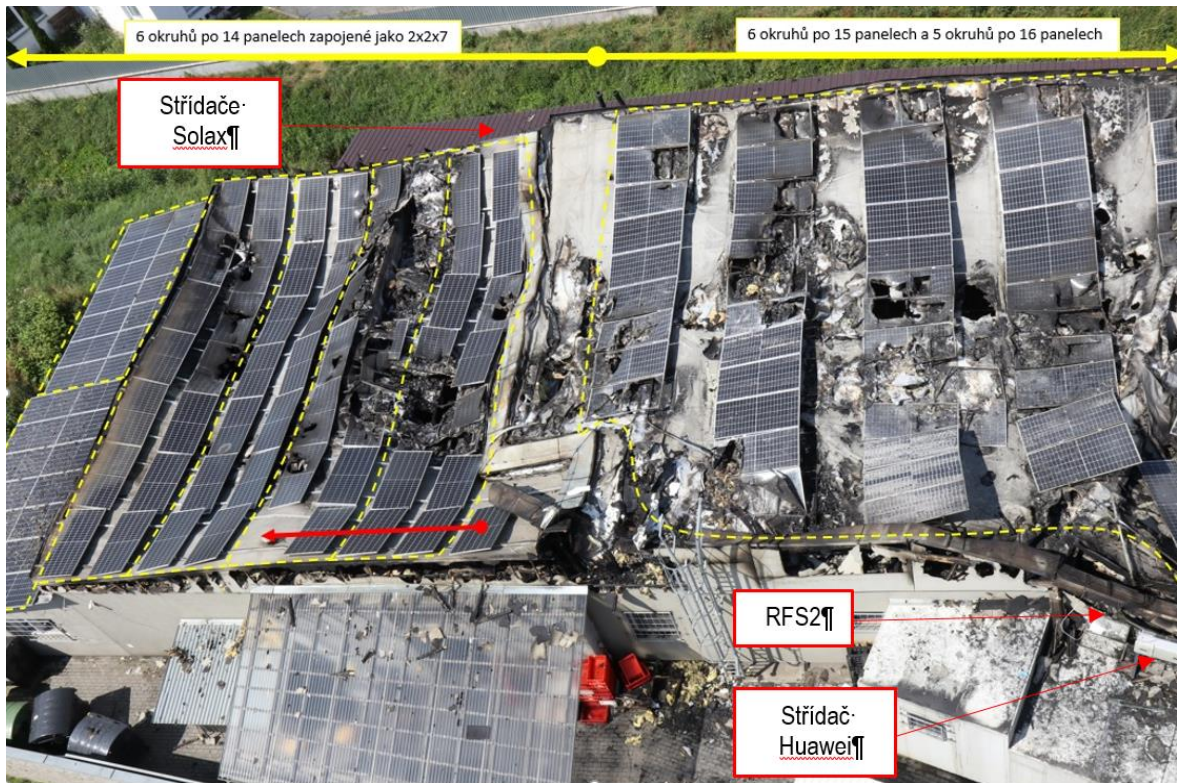 6 okruhů po 14 panelech zapojené jako 2x2x7
6 okruhů po 15 panelech a 5 okruhů po 16 panelech
Střídače·
Solax¶
RFS2¶
Střídač·
Huawei¶